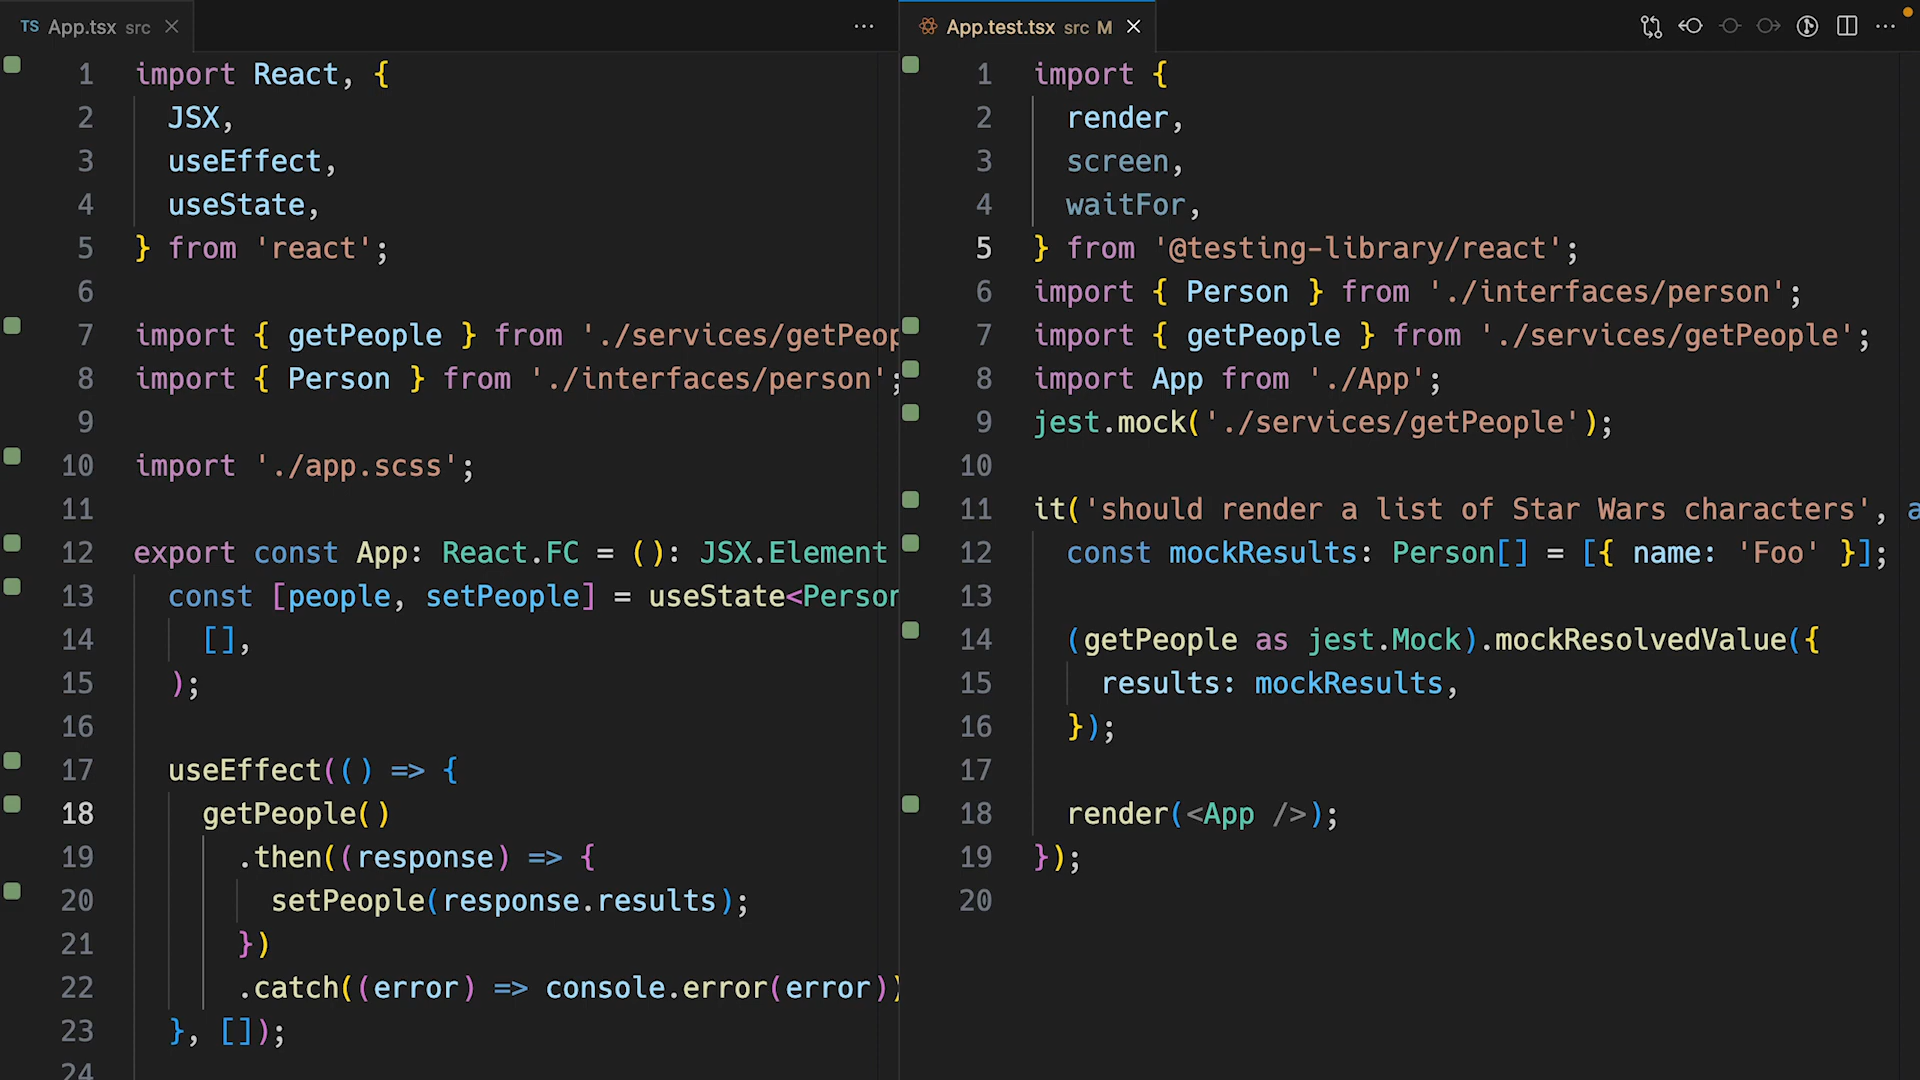 TS App.tsx src
1 import React, {
2 JSX,
3 useEffect,
4 useState,
5 } from 'react';
6
7 import { getPeople } from './services/getPeop
8 import { Person } from './interfaces/person';
9
10 import './app.scss';
11
12 export const App: React.FC = (): JSX.Element
13 const [people, setPeople] = useState<Person
14 [],
15 );
16
17 useEffect(() => {
18 getPeople()
19 .then((response) => {
20 setPeople(response.results);
21 })
22 .catch((error) => console.error(error))
23 }, []);
24
App.test.tsx src M
1 import {
2 render,
3 screen,
4 waitFor,
5 } from '@testing-library/react';
6 import { Person } from './interfaces/person';
7 import { getPeople } from './services/getPeople';
8 import App from './App';
9 jest.mock('./services/getPeople');
10
11 it('should render a list of Star Wars characters', a
12 const mockResults: Person[] = [{ name: 'Foo' }];
13
14 (getPeople as jest.Mock).mockResolvedValue({
15 results: mockResults,
16 });
17
18 render(<App />);
19 });
20